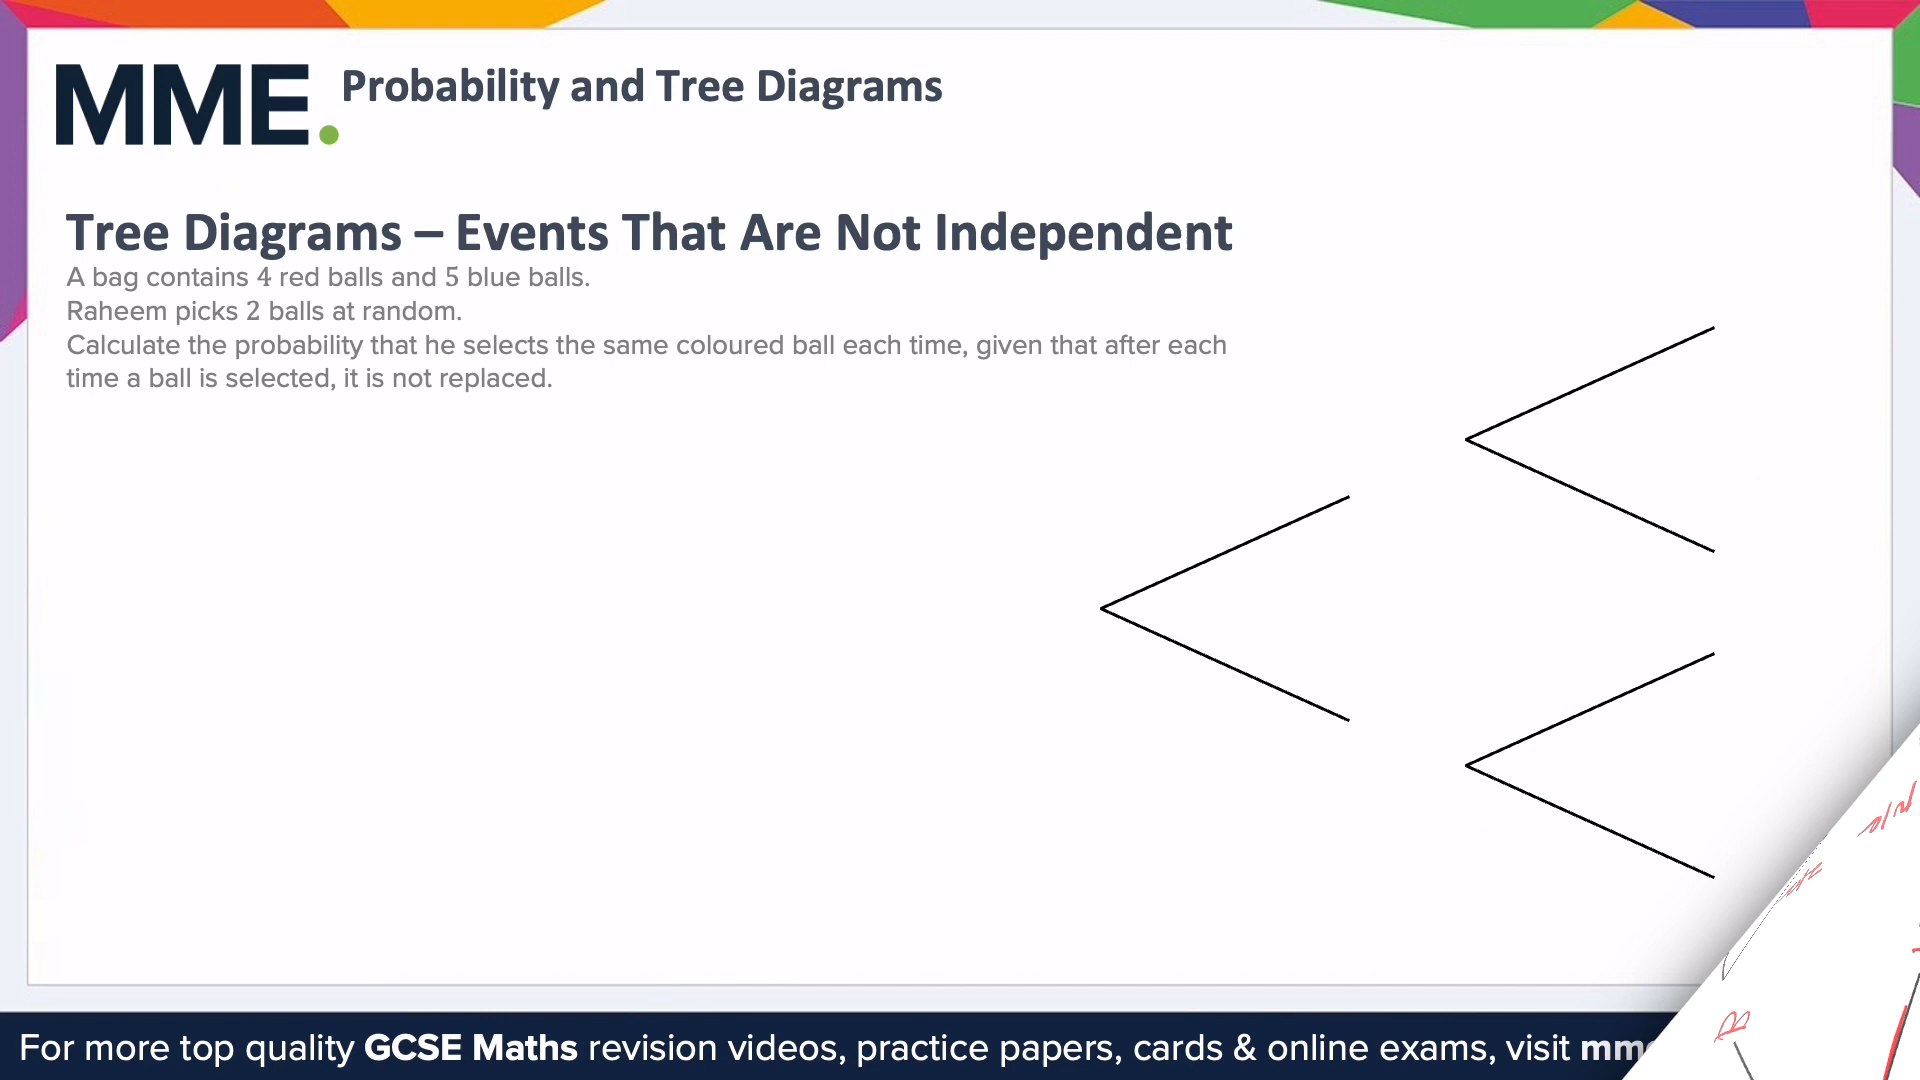 MME.
Probability and Tree Diagrams
Tree Diagrams – Events That Are Not Independent
A bag contains 4 red balls and 5 blue balls.
Raheem picks 2 balls at random.
Calculate the probability that he selects the same coloured ball each time, given that after each
time a ball is selected, it is not replaced.
For more top quality GCSE Maths revision videos, practice papers, cards & online exams, visit
B